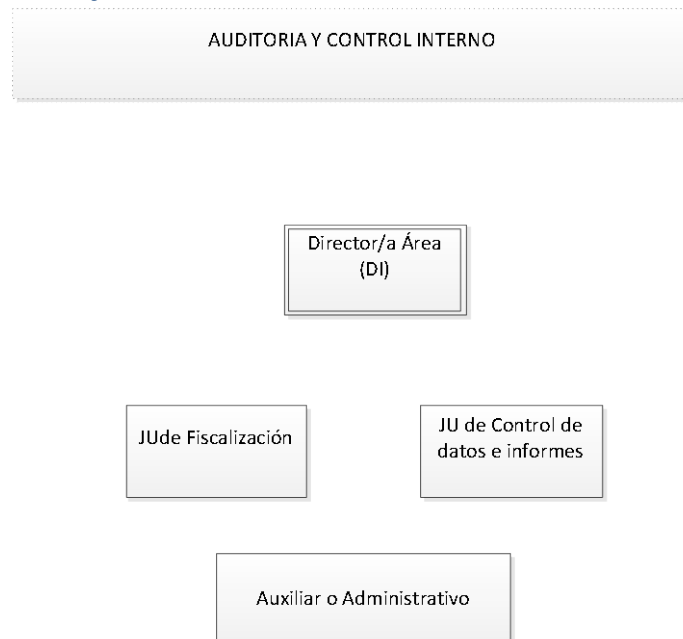 AUDITORIA Y CONTROL INTERNO
Director/a Área
(DI)
JUde Fiscalización
JU de Control de
datos e informes
Auxiliar o Administrativo